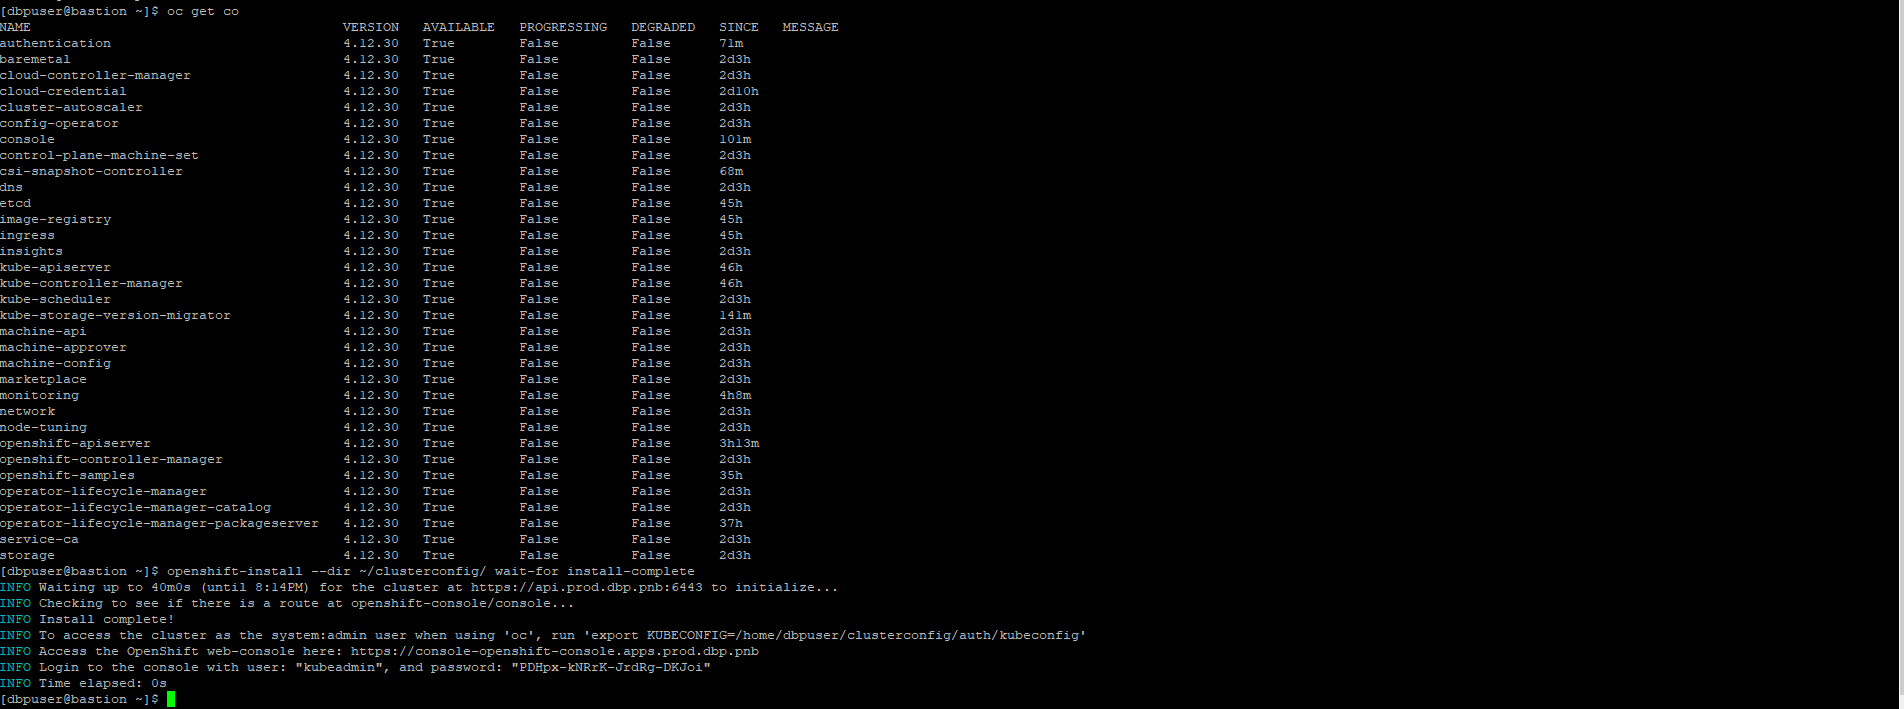 [dbpuser@bastion ~]$ oc get co
NAME VERSION AVAILABLE PROGRESSING DEGRADED SINCE MESSAGE
authentication 4.12.30 True False False 71m
baremetal 4.12.30 True False False 2d3h
cloud-controller-manager 4.12.30 True False False 2d3h
cloud-credential 4.12.30 True False False 2d10h
cluster-autoscaler 4.12.30 True False False 2d3h
config-operator 4.12.30 True False False 2d3h
console 4.12.30 True False False 101m
control-plane-machine-set 4.12.30 True False False 2d3h
csi-snapshot-controller 4.12.30 True False False 68m
dns 4.12.30 True False False 2d3h
etcd 4.12.30 True False False 45h
image-registry 4.12.30 True False False 45h
ingress 4.12.30 True False False 45h
insights 4.12.30 True False False 2d3h
kube-apiserver 4.12.30 True False False 46h
kube-controller-manager 4.12.30 True False False 46h
kube-scheduler 4.12.30 True False False 2d3h
kube-storage-version-migrator 4.12.30 True False False 141m
machine-api 4.12.30 True False False 2d3h
machine-approver 4.12.30 True False False 2d3h
machine-config 4.12.30 True False False 2d3h
marketplace 4.12.30 True False False 2d3h
monitoring 4.12.30 True False False 4h8m
network 4.12.30 True False False 2d3h
node-tuning 4.12.30 True False False 2d3h
openshift-apiserver 4.12.30 True False False 3h13m
openshift-controller-manager 4.12.30 True False False 2d3h
openshift-samples 4.12.30 True False False 35h
operator-lifecycle-manager 4.12.30 True False False 2d3h
operator-lifecycle-manager-catalog 4.12.30 True False False 2d3h
operator-lifecycle-manager-packageserver 4.12.30 True False False 37h
service-ca 4.12.30 True False False 2d3h
storage 4.12.30 True False False 2d3h
[dbpuser@bastion ~]$ openshift-install --dir ~/clusterconfig/ wait-for install-complete
INFO Waiting up to 40m0s (until 8:14PM) for the cluster at https://api.prod.dbp.pnb:6443 to initialize...
INFO Checking to see if there is a route at openshift-console/console...
INFO Install complete!
INFO To access the cluster as the system:admin user when using 'oc', run 'export KUBECONFIG=/home/dbpuser/clusterconfig/auth/kubeconfig'
INFO Access the OpenShift web-console here: https://console-openshift-console.apps.prod.dbp.pnb
INFO Login to the console with user: "kubeadmin", and password: "PDHpx-kNRrK-JrdRg-DKJoi"
INFO Time elapsed: 0s
[dbpuser@bastion ~]$